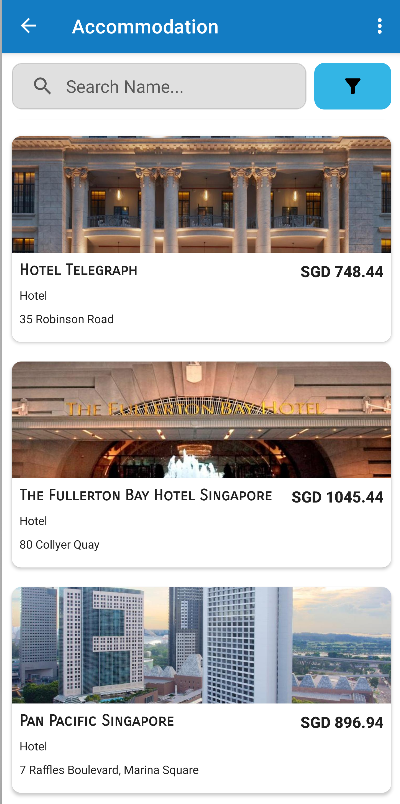 Accommodation
Search Name...
Hotel Telegraph
SGD 748.44
Hotel
35 Robinson Road
The Fullerton Bay Hotel
The Fullerton Bay Hotel Singapore
SGD 1045.44
Hotel
80 Collyer Quay
Pan Pacific Singapore
SGD 896.94
Hotel
7 Raffles Boulevard, Marina Square